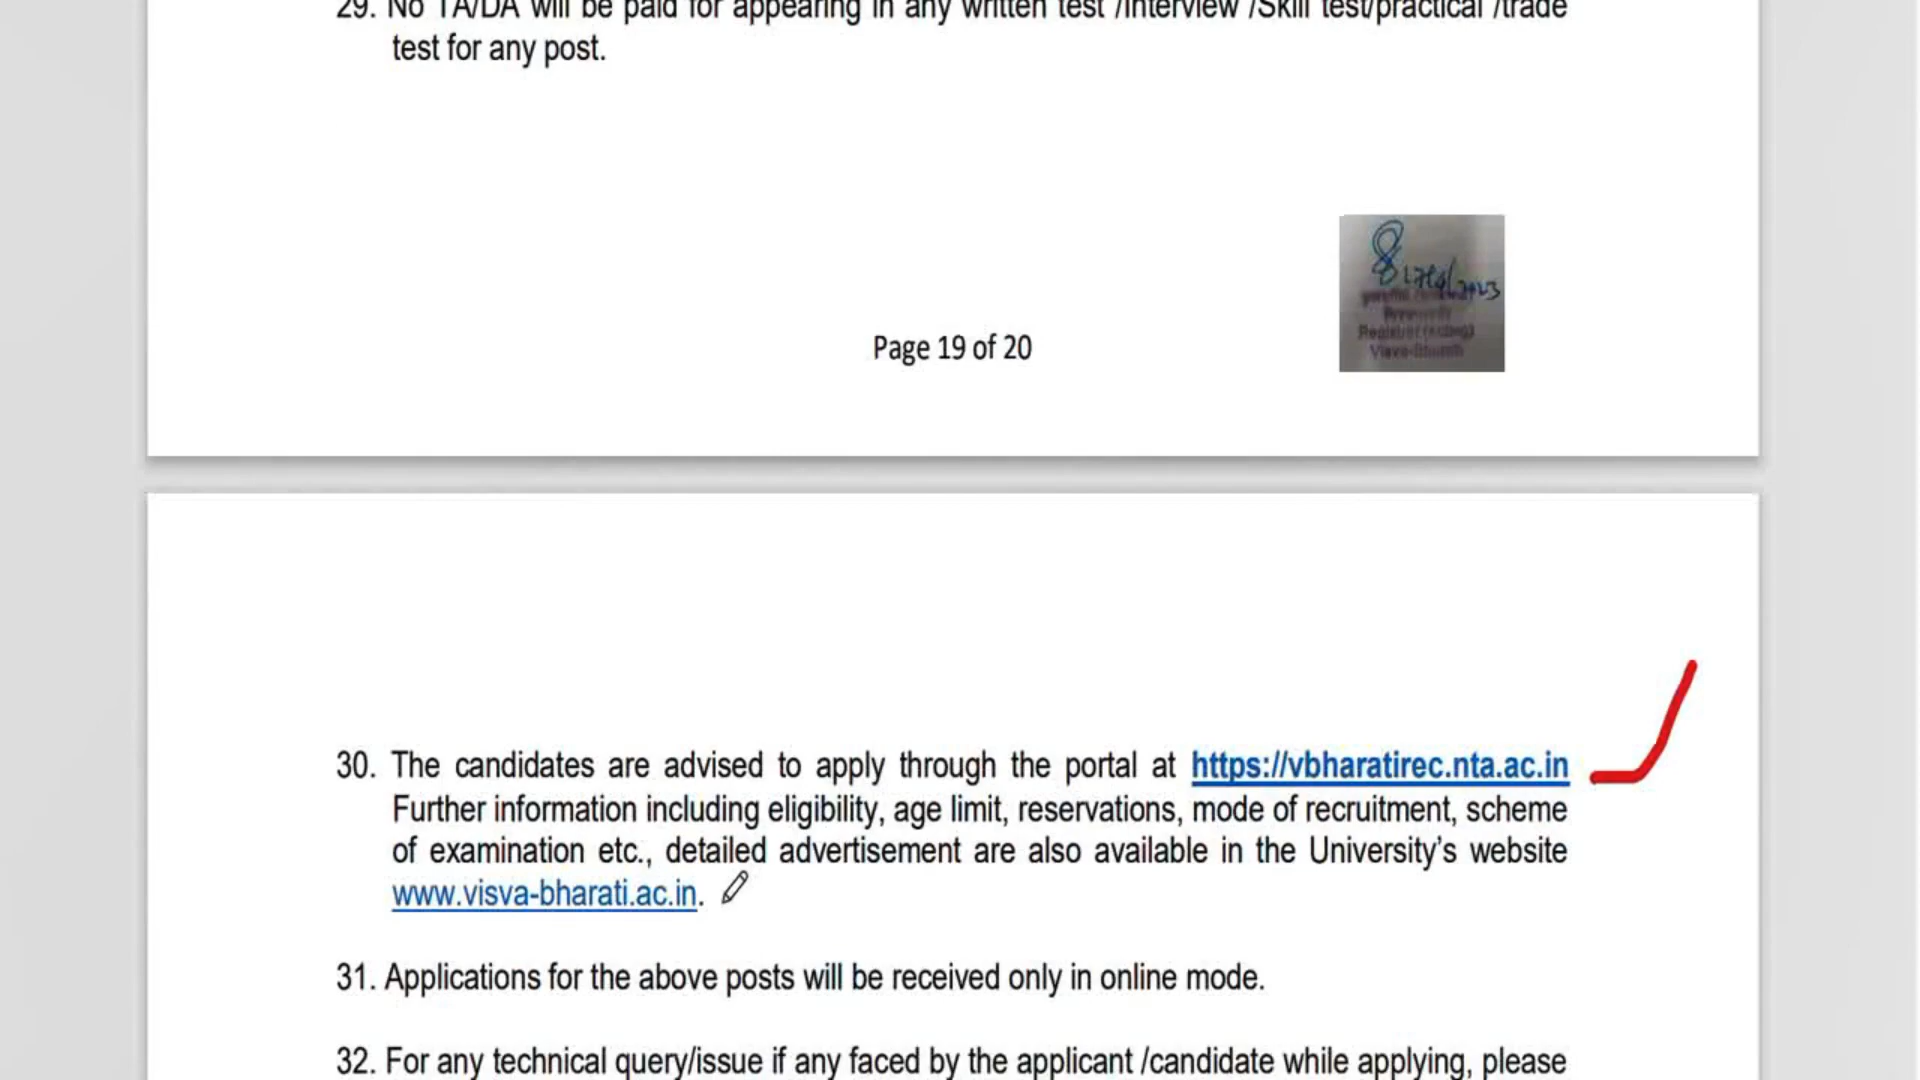 29. No TA/DA will be paid for appearing in any written test /interview /Skill test/practical /trade
test for any post.
Registrar (Acting)
Visva-Bharati
Page 19 of 20
30. The candidates are advised to apply through the portal at https://vbharatirec.nta.ac.in
Further information including eligibility, age limit, reservations, mode of recruitment, scheme
of examination etc., detailed advertisement are also available in the University's website
www.visva-bharati.ac.in.
31. Applications for the above posts will be received only in online mode.
32. For any technical query/issue if any faced by the applicant /candidate while applying, please